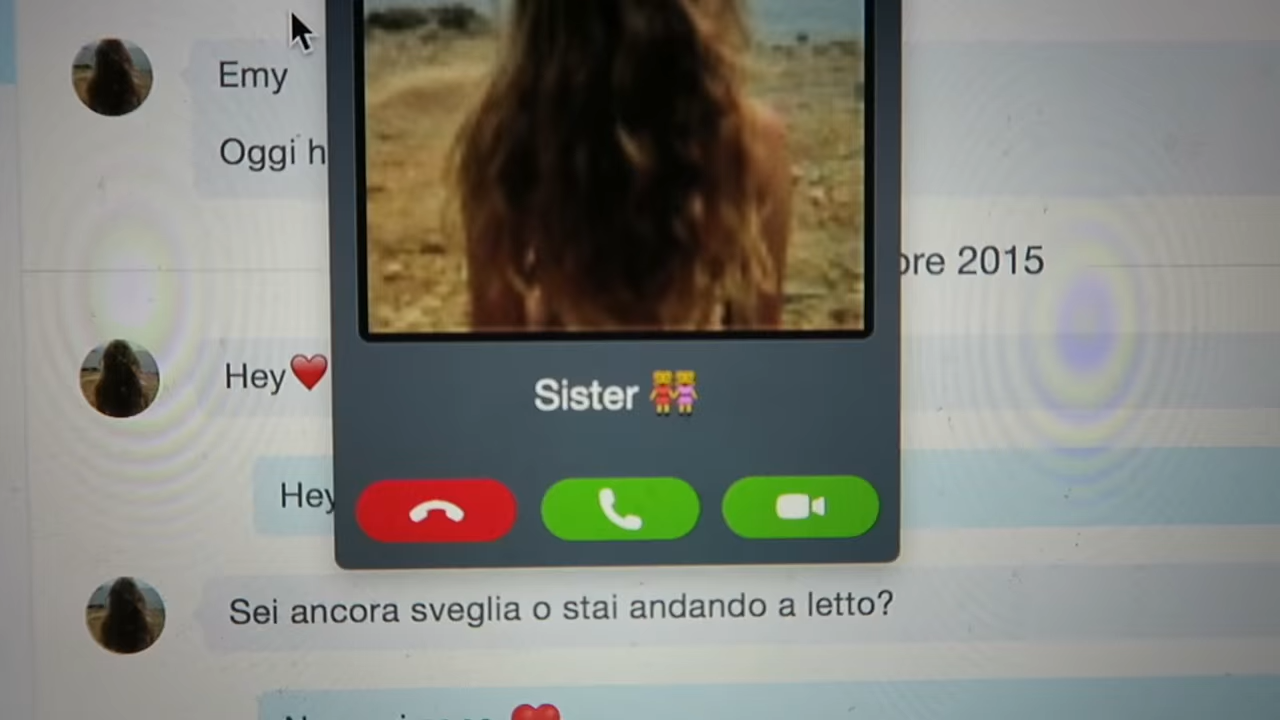 Emy
Oggi h
bre 2015
Hey❤️
Sister 👭
Hey
Sei ancora sveglia o stai andando a letto?